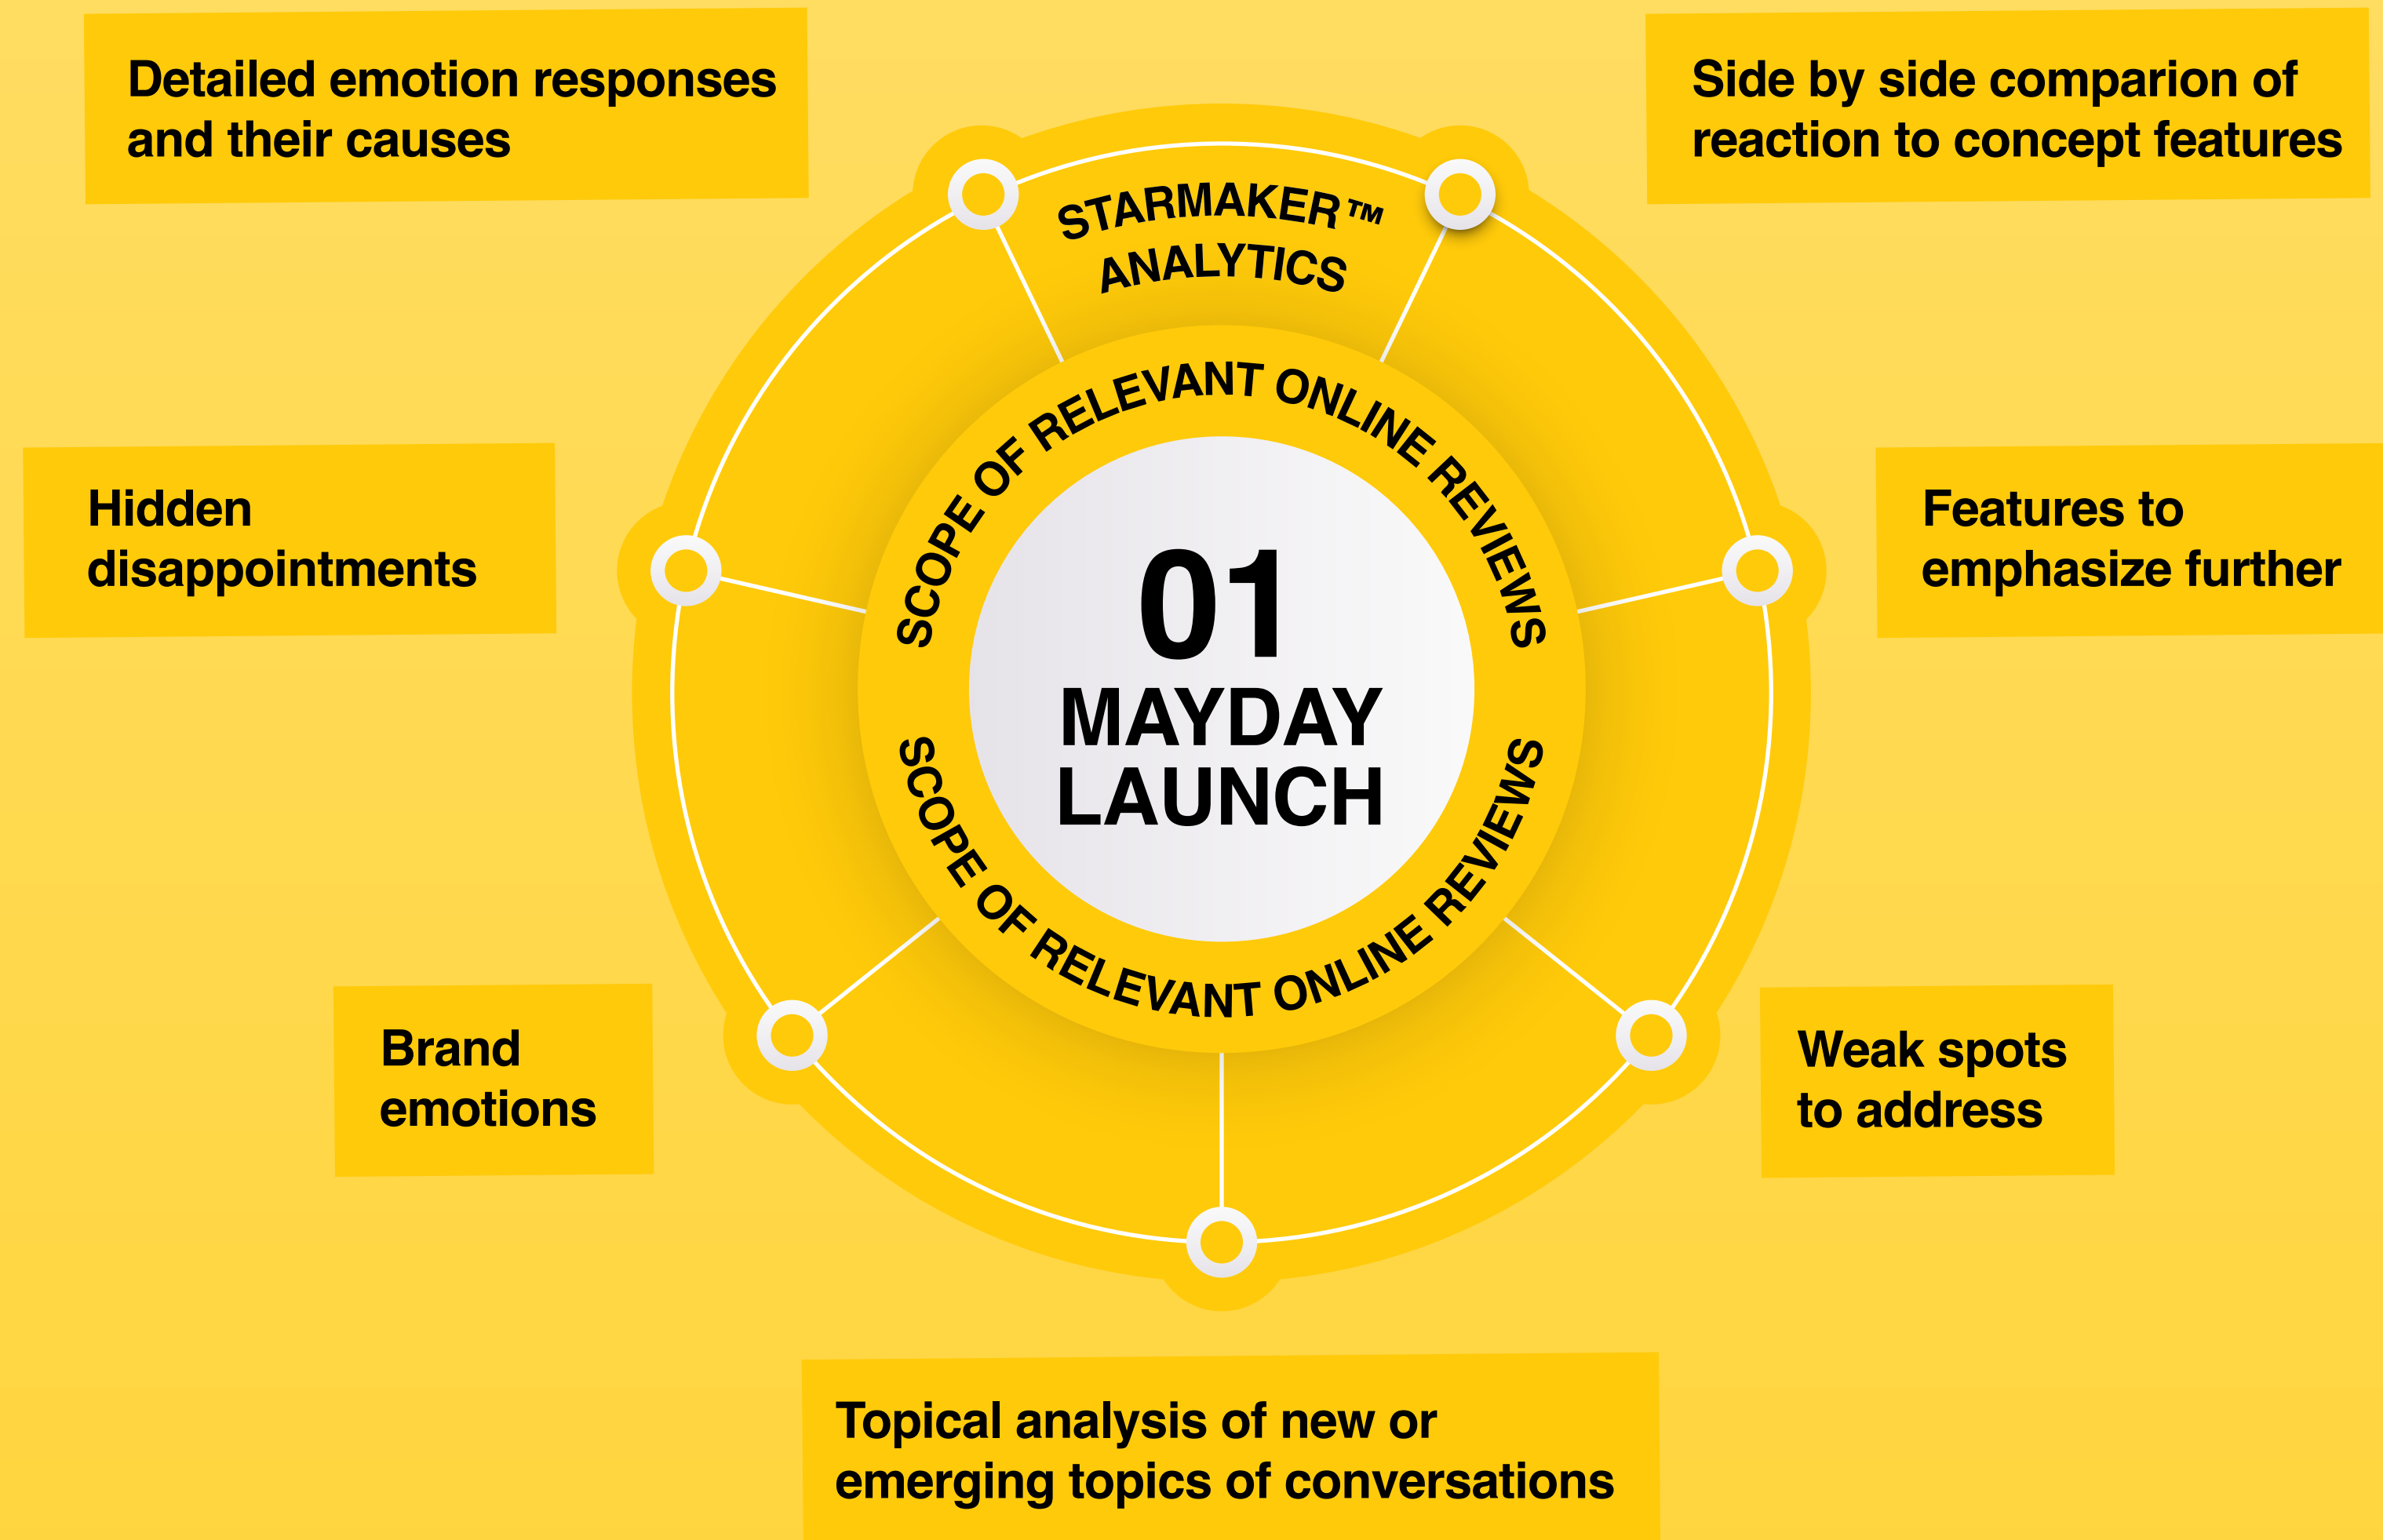 Detailed emotion responses
and their causes
Side by side comparion of
reaction to concept features
STARMAKER™
ANALYTICS
SCOPE OF RELEVANT ONLINE REVIEWS
Hidden
disappointments
Features to
emphasize further
01
MAYDAY
LAUNCH
SCOPE OF RELEVANT ONLINE REVIEWS
Brand
emotions
Weak spots
to address
Topical analysis of new or
emerging topics of conversations